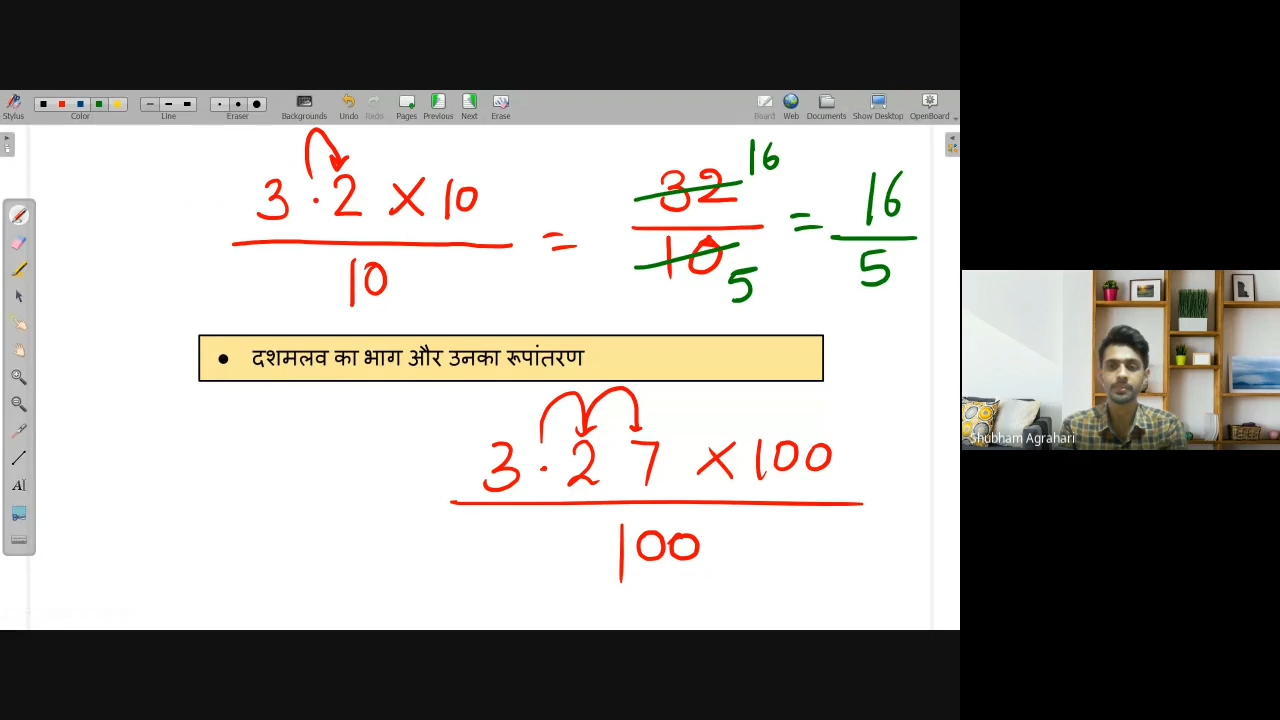 Stylus Color Line Eraser Backgrounds Undo Redo Pages Previous Next Erase Board Web Documents Show Desktop OpenBoard
3.2 × 10 / 10 = 32 / 10 16 5 = 16 / 5
• दशमलव का भाग और उनका रूपांतरण
3.27 × 100
100
Shubham Agrahari